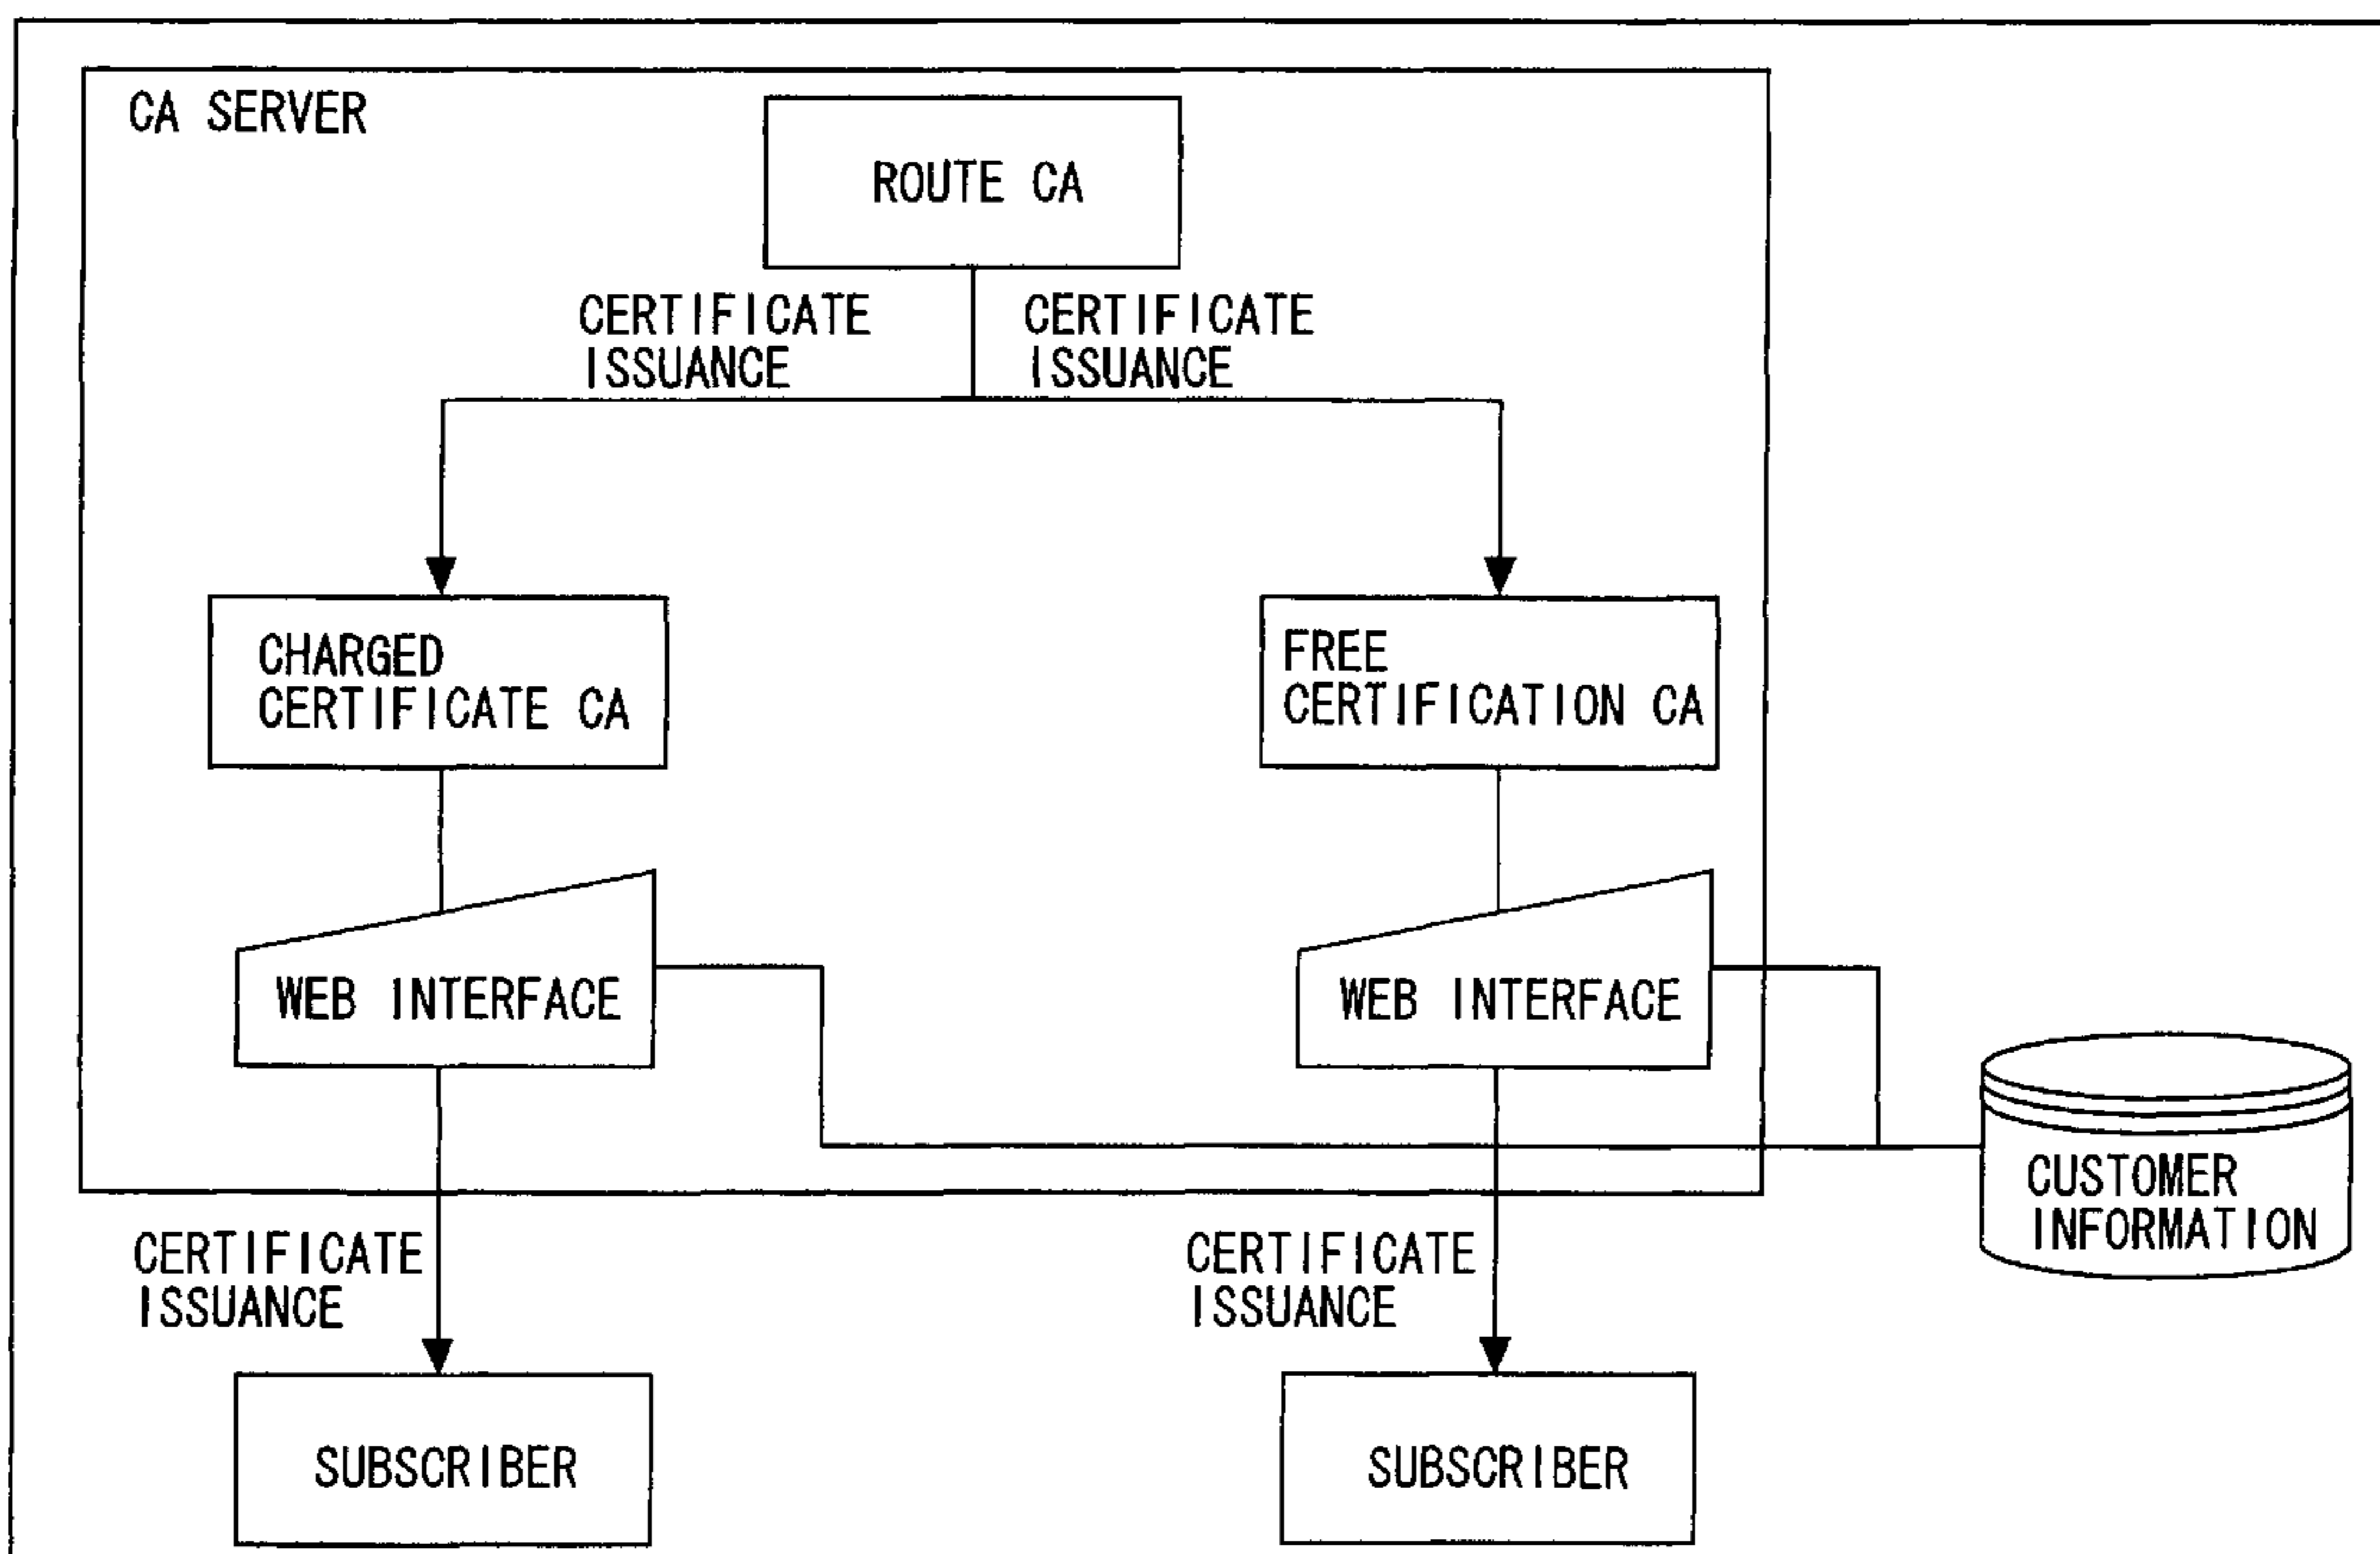 CA SERVER
ROUTE CA
CERTIFICATE
ISSUANCE
CERTIFICATE
ISSUANCE
CHARGED
CERTIFICATE CA
FREE
CERTIFICATION CA
WEB INTERFACE
WEB INTERFACE
CUSTOMER
INFORMATION
CERTIFICATE
ISSUANCE
CERTIFICATE
ISSUANCE
SUBSCRIBER
SUBSCRIBER